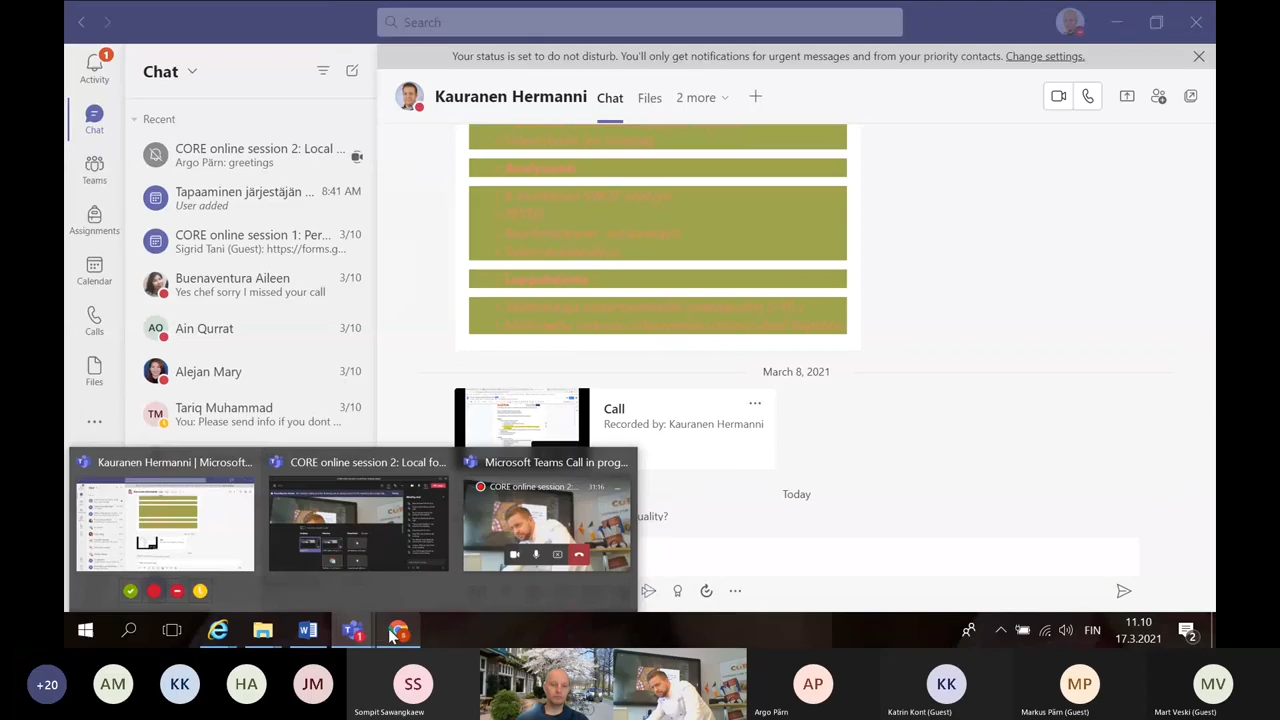 Search
Your status is set to do not disturb. You'll only get notifications for urgent messages and from your priority contacts. Change settings.
1
Activity
Chat
Teams
Assignments
Calendar
Calls
Files
Chat
Recent
CORE online session 2: Local ...
Argo Pärn: greetings
Tapaaminen järjestäjän ... 8:41 AM
User added
CORE online session 1: Per... 3/10
Sigrid Tani (Guest): https://forms.g...
Buenaventura Aileen 3/10
Yes chef sorry I missed your call
AO Ain Qurrat 3/10
Alejan Mary 3/10
TM Tariq Muhammad 3/10
You: Please send info if you dont ...
Kauranen Hermanni Chat Files 2 more
March 8, 2021
Call
Recorded by: Kauranen Hermanni
Today
uality?
Kauranen Hermanni | Microsoft...
CORE online session 2: Local fo...
Microsoft Teams Call in prog...
CORE online session 2:... 31:16
FIN
11.10
17.3.2021
2
+20 AM KK HA JM SS AP KK MP MV
Sompit Sawangkaew
Argo Pärn
Katrin Kont (Guest)
Markus Pärn (Guest)
Mart Veski (Guest)